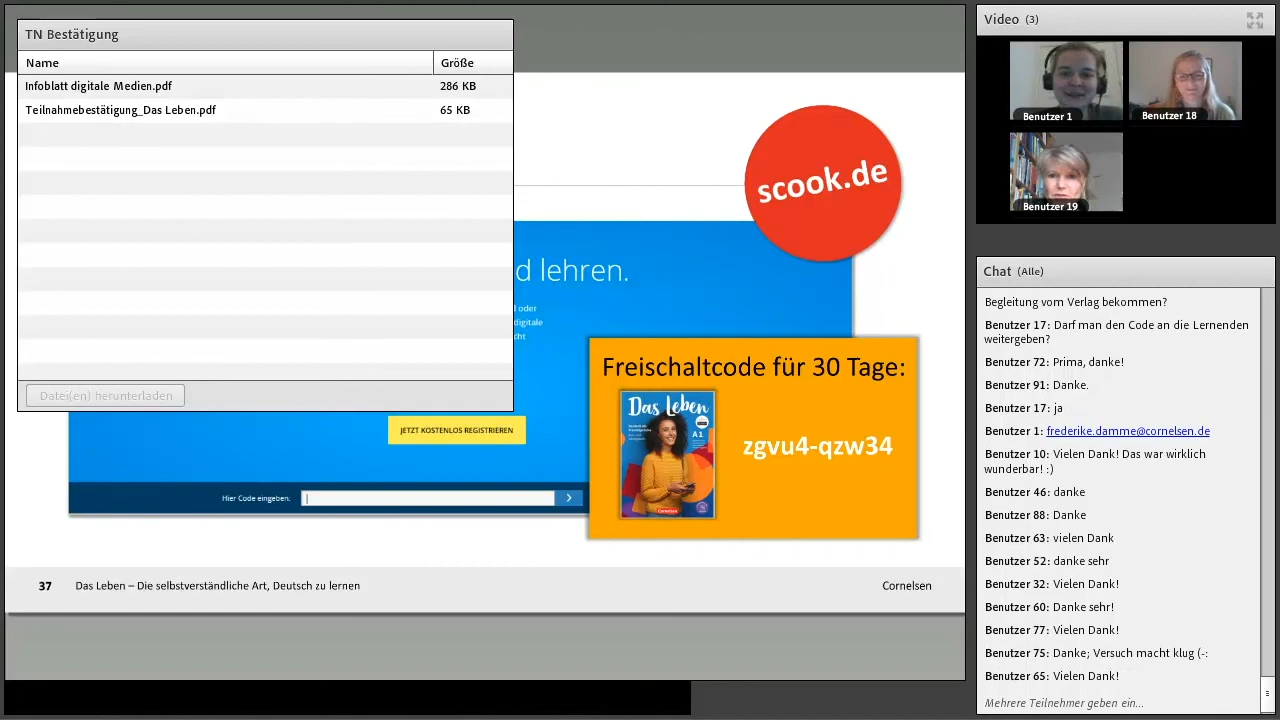 TN Bestätigung
Name
Größe
Infoblatt digitale Medien.pdf
286 KB
Teilnahmebestätigung_Das Leben.pdf
65 KB
Datei(en) herunterladen
scook.de
d lehren.
d oder
digitale
cht
JETZT KOSTENLOS REGISTRIEREN
Hier Code eingeben:
Freischaltcode für 30 Tage:
Das Leben
A1
Cornelsen
zgvu4-qzw34
37
Das Leben – Die selbstverständliche Art, Deutsch zu lernen
Cornelsen
Video (3)
Benutzer 1
Benutzer 18
Benutzer 19
Chat (Alle)
Begleitung vom Verlag bekommen?
Benutzer 17: Darf man den Code an die Lernenden
weitergeben?
Benutzer 72: Prima, danke!
Benutzer 91: Danke.
Benutzer 17: ja
Benutzer 1: frederike.damme@cornelsen.de
Benutzer 10: Vielen Dank! Das war wirklich
wunderbar! :)
Benutzer 46: danke
Benutzer 88: Danke
Benutzer 63: vielen Dank
Benutzer 52: danke sehr
Benutzer 32: Vielen Dank!
Benutzer 60: Danke sehr!
Benutzer 77: Vielen Dank!
Benutzer 75: Danke; Versuch macht klug (-:
Benutzer 65: Vielen Dank!
Mehrere Teilnehmer geben ein...